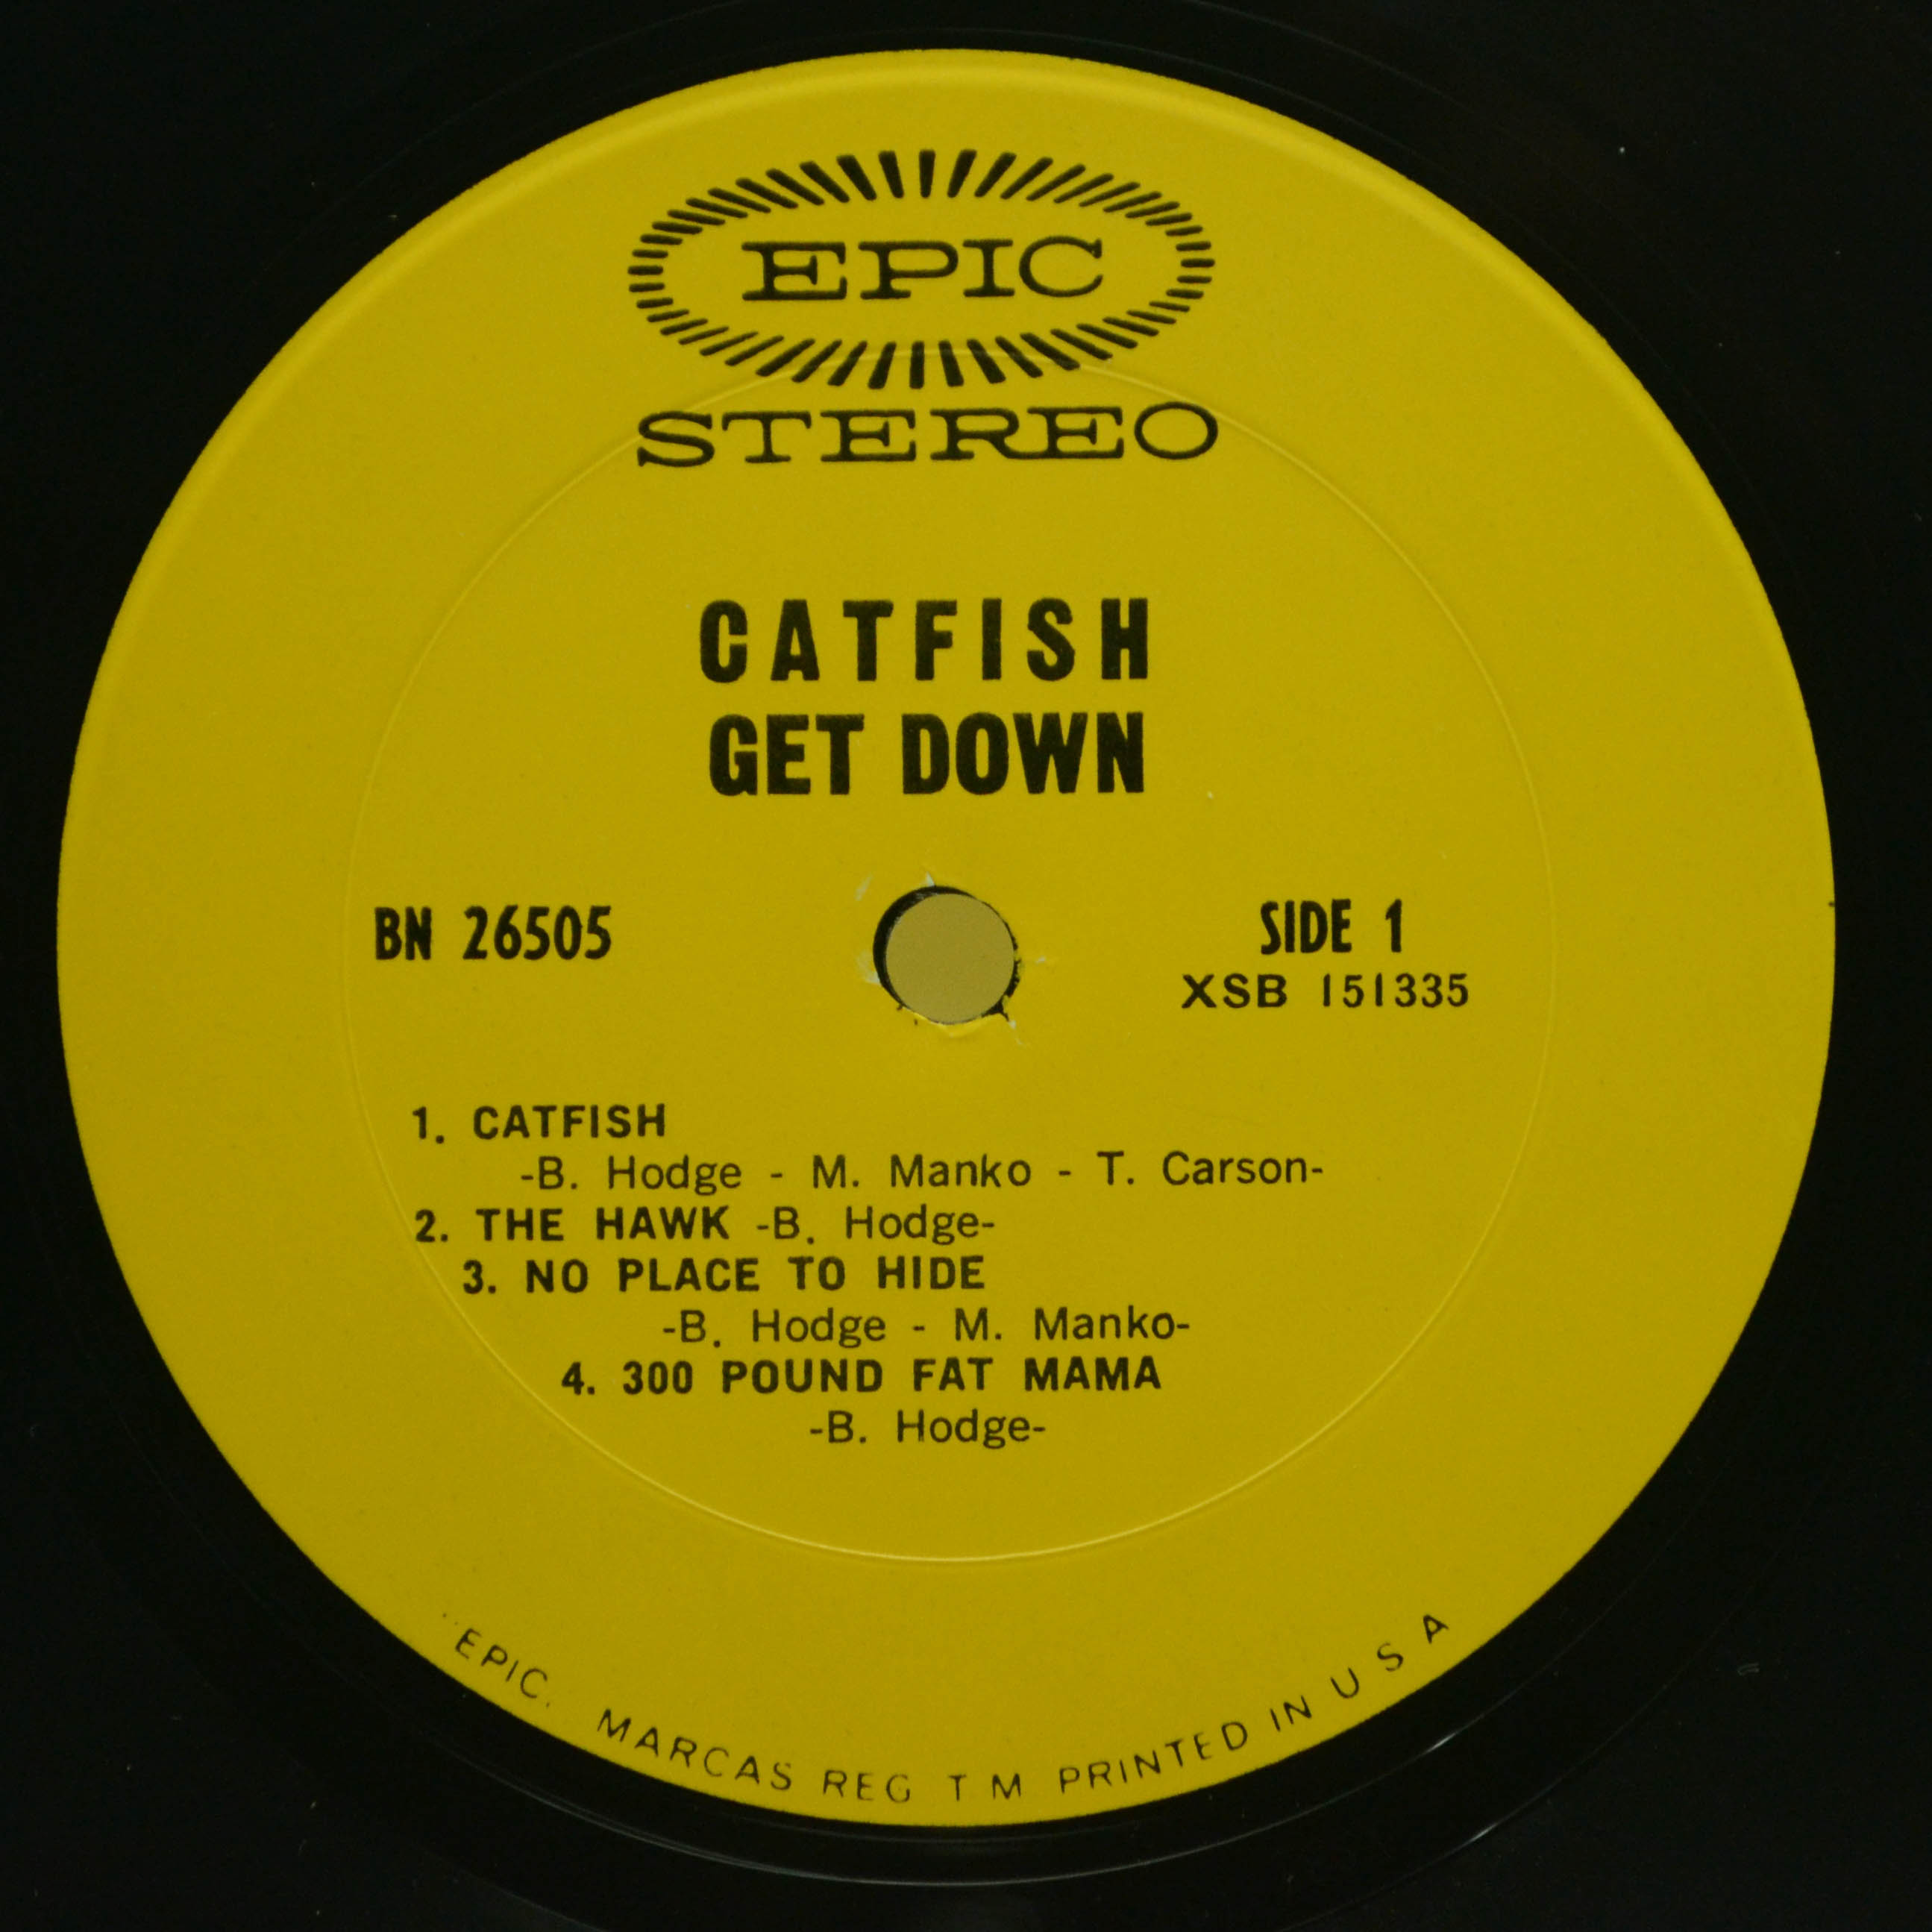 EPIC
STEREO
CATFISH
GET DOWN
BN 26505
SIDE 1
XSB 151335
1. CATFISH
-B. Hodge - M. Manko - T. Carson-
2. THE HAWK -B. Hodge-
3. NO PLACE TO HIDE
-B. Hodge - M. Manko-
4. 300 POUND FAT MAMA
-B. Hodge-
"EPIC. MARCAS REG T M PRINTED IN U S A